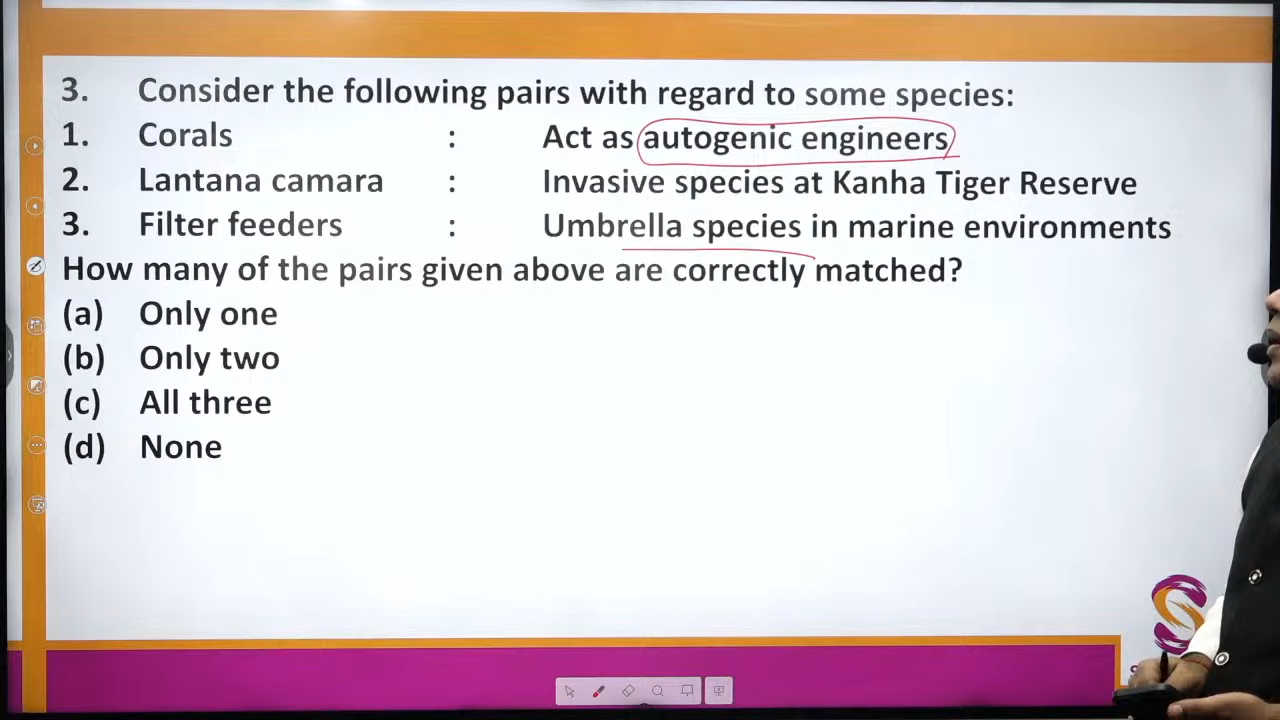 3. Consider the following pairs with regard to some species:
1. Corals : Act as autogenic engineers
2. Lantana camara : Invasive species at Kanha Tiger Reserve
3. Filter feeders : Umbrella species in marine environments
How many of the pairs given above are correctly matched?
(a) Only one
(b) Only two
(c) All three
(d) None
S